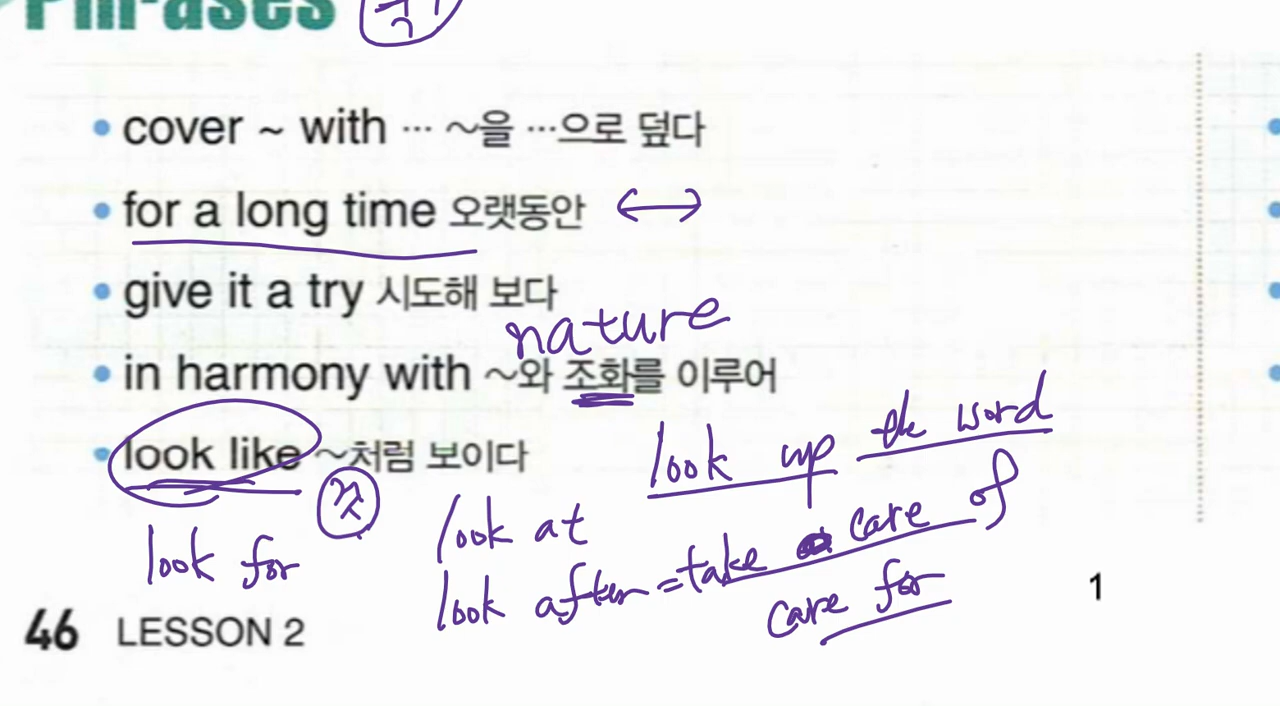 Phrases
• cover ~ with ··· ~을 ···으로 덮다
• for a long time 오랫동안 ↔
• give it a try 시도해 보다
nature
• in harmony with ~와 조화를 이루어
• look like ~처럼 보이다
look up the word
look for
look at
look after = take care of
care for
1
46 LESSON 2